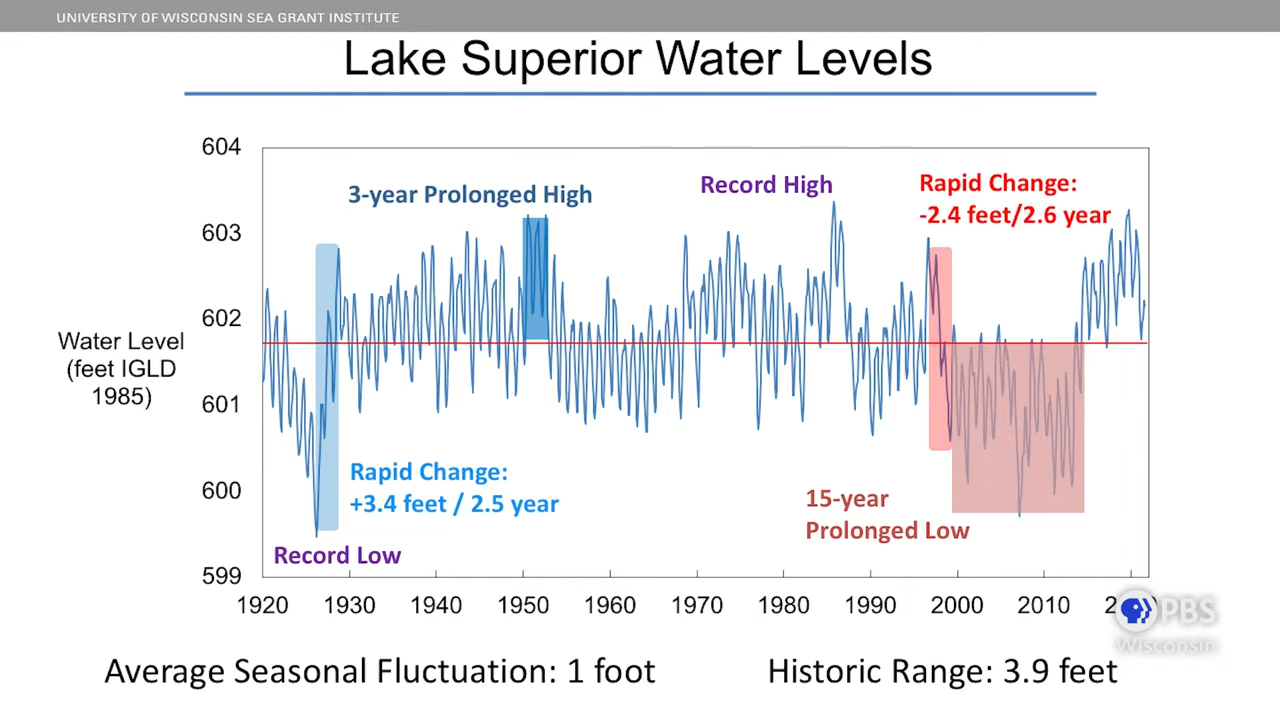 UNIVERSITY OF WISCONSIN SEA GRANT INSTITUTE
Lake Superior Water Levels
604
603
602
601
600
599
Water Level
(feet IGLD
1985)
3-year Prolonged High
Record High
Rapid Change:
-2.4 feet/2.6 year
Rapid Change:
+3.4 feet / 2.5 year
15-year
Prolonged Low
Record Low
1920 1930 1940 1950 1960 1970 1980 1990 2000 2010
PBS
Wisconsin
Average Seasonal Fluctuation: 1 foot
Historic Range: 3.9 feet